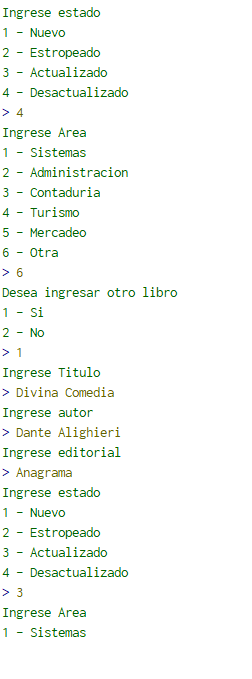 Ingrese estado
1 - Nuevo
2 - Estropeado
3 - Actualizado
4 - Desactualizado
> 4
Ingrese Area
1 - Sistemas
2 - Administracion
3 - Contaduria
4 - Turismo
5 - Mercadeo
6 - Otra
> 6
Desea ingresar otro libro
1 - Si
2 - No
> 1
Ingrese Titulo
> Divina Comedia
Ingrese autor
> Dante Alighieri
Ingrese editorial
> Anagrama
Ingrese estado
1 - Nuevo
2 - Estropeado
3 - Actualizado
4 - Desactualizado
> 3
Ingrese Area
1 - Sistemas